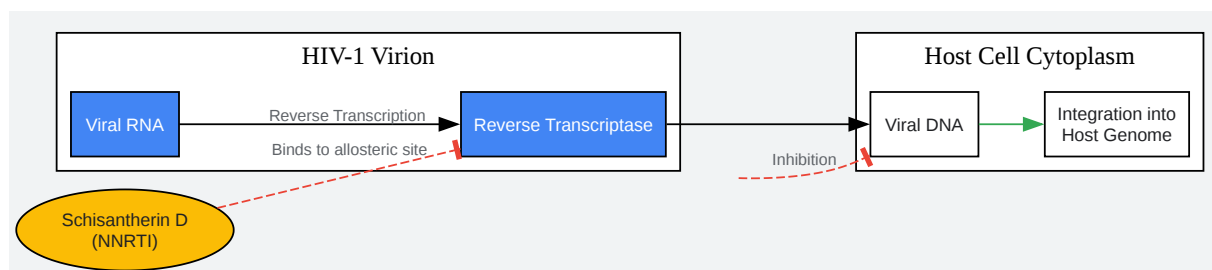 HIV-1 Virion
Viral RNA
Reverse Transcription
Reverse Transcriptase
Binds to allosteric site
Schisantherin D
(NNRTI)
Host Cell Cytoplasm
Viral DNA
Integration into
Host Genome
Inhibition